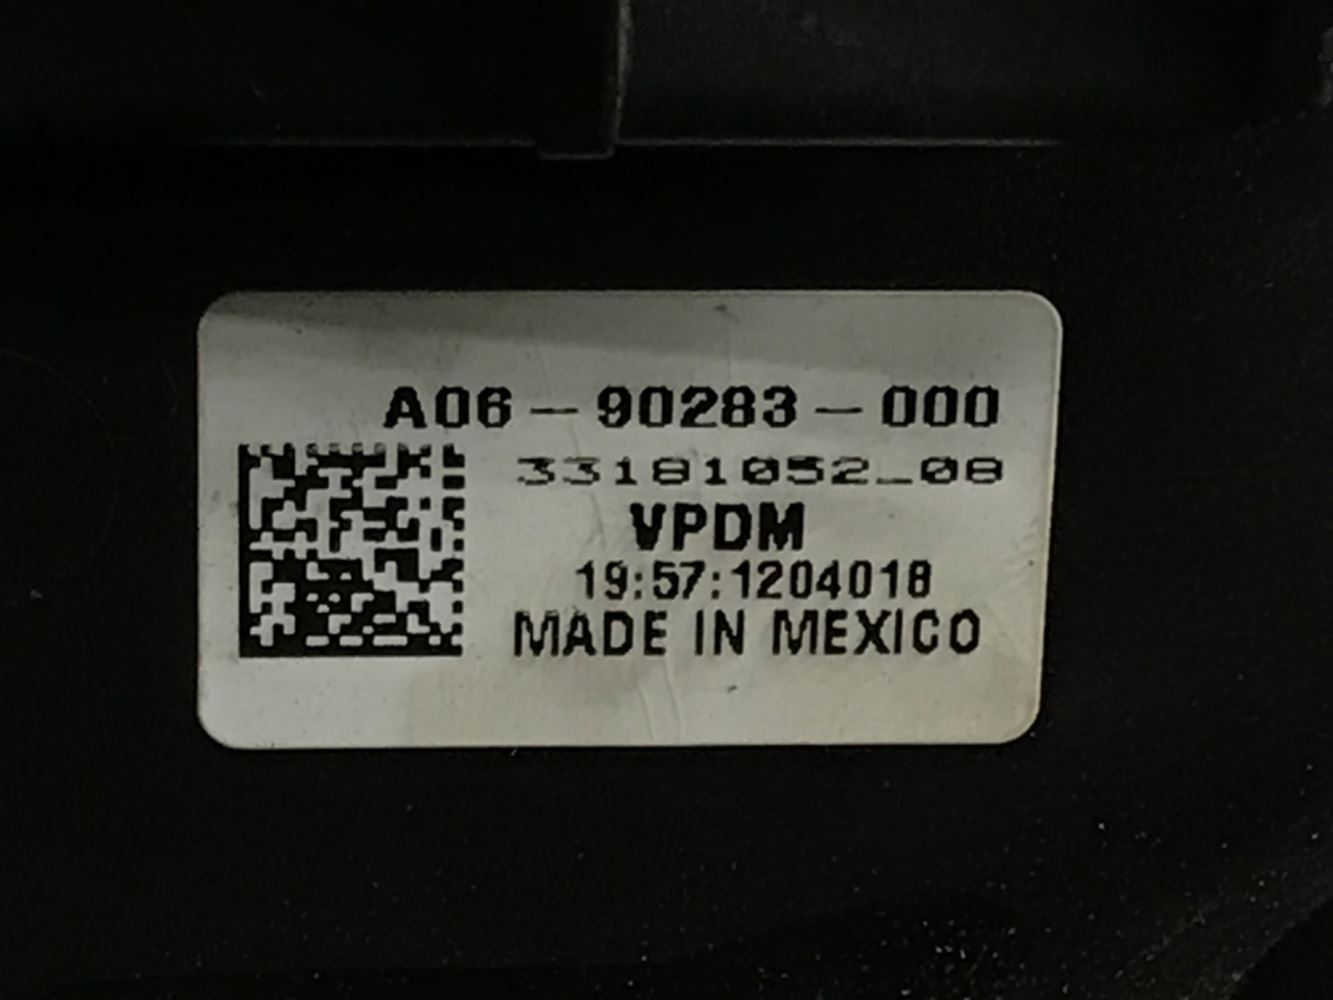 A06-90283-000
33181052_08
VPDM
19:57:1204018
MADE IN MEXICO